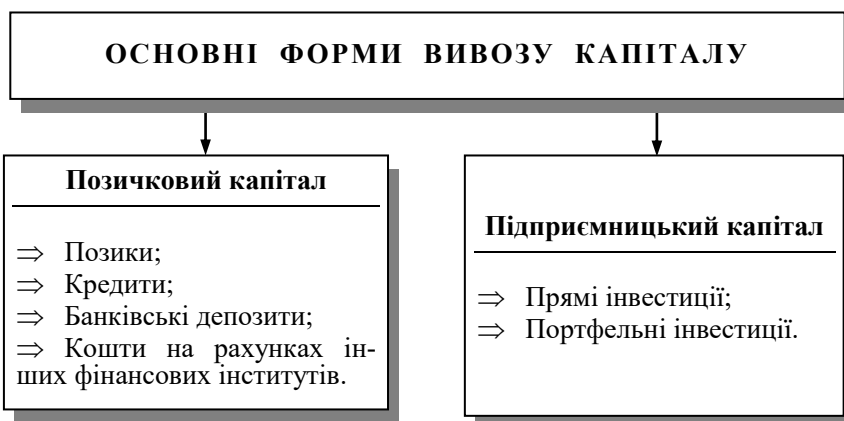 ОСНОВНІ ФОРМИ ВИВОЗУ КАПІТАЛУ
Позичковий капітал
⇒ Позики;
⇒ Кредити;
⇒ Банківські депозити;
⇒ Кошти на рахунках ін-
ших фінансових інститутів.
Підприємницький капітал
⇒ Прямі інвестиції;
⇒ Портфельні інвестиції.